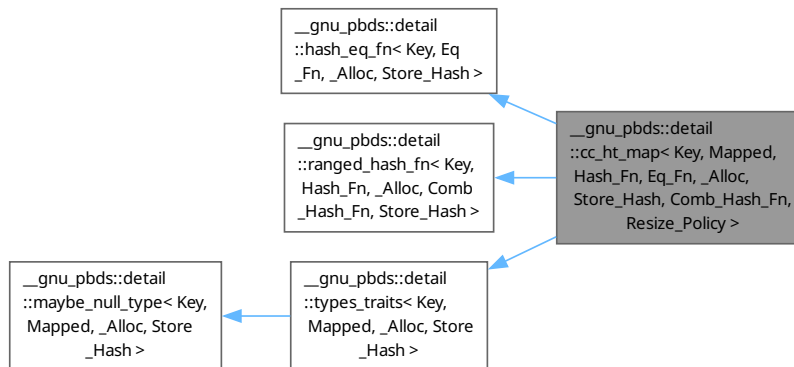 __gnu_pbds::detail
::hash_eq_fn< Key, Eq
_Fn, _Alloc, Store_Hash >
__gnu_pbds::detail
::ranged_hash_fn< Key,
Hash_Fn, _Alloc, Comb
_Hash_Fn, Store_Hash >
__gnu_pbds::detail
::cc_ht_map< Key, Mapped,
Hash_Fn, Eq_Fn, _Alloc,
Store_Hash, Comb_Hash_Fn,
Resize_Policy >
__gnu_pbds::detail
::maybe_null_type< Key,
Mapped, _Alloc, Store
_Hash >
__gnu_pbds::detail
::types_traits< Key,
Mapped, _Alloc, Store
_Hash >